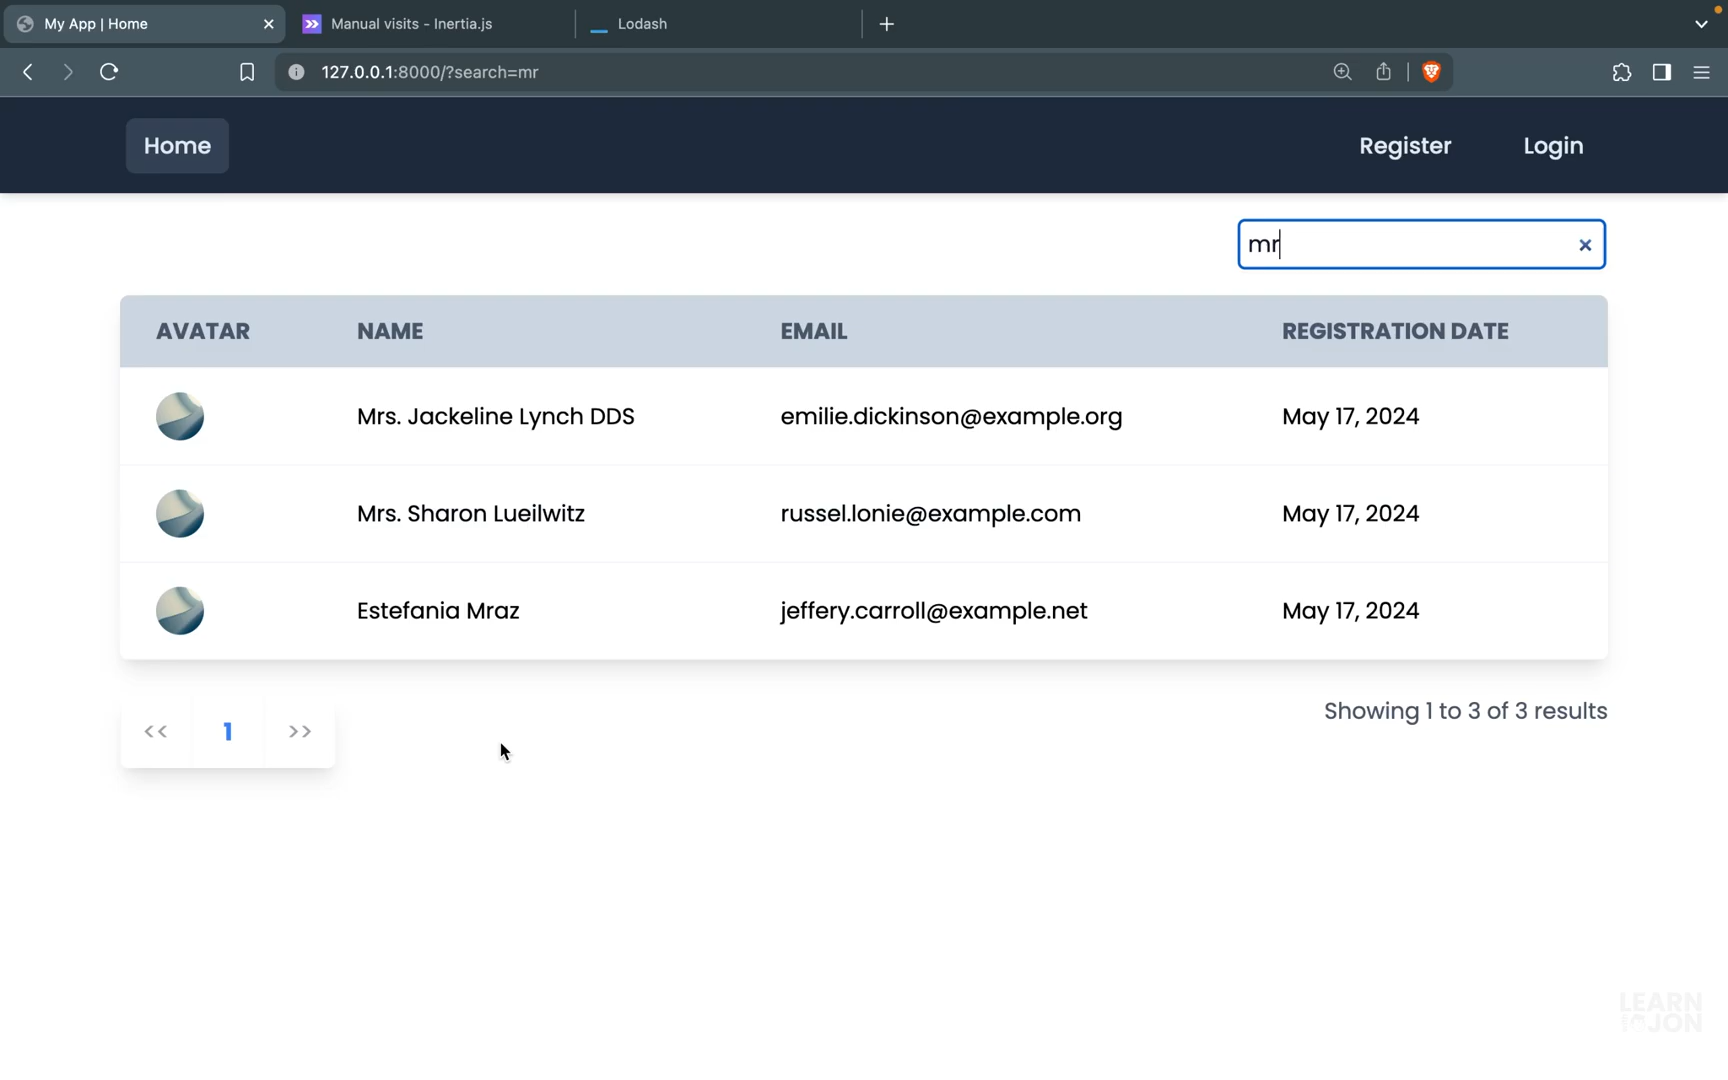 My App | Home
Manual visits - Inertia.js
Lodash
127.0.0.1:8000/?search=mr
Home
Register
Login
mr
AVATAR NAME EMAIL REGISTRATION DATE
Mrs. Jackeline Lynch DDS emilie.dickinson@example.org May 17, 2024
Mrs. Sharon Lueilwitz russel.lonie@example.com May 17, 2024
Estefania Mraz jeffery.carroll@example.net May 17, 2024
<< 1 >>
Showing 1 to 3 of 3 results
LEARN
JON